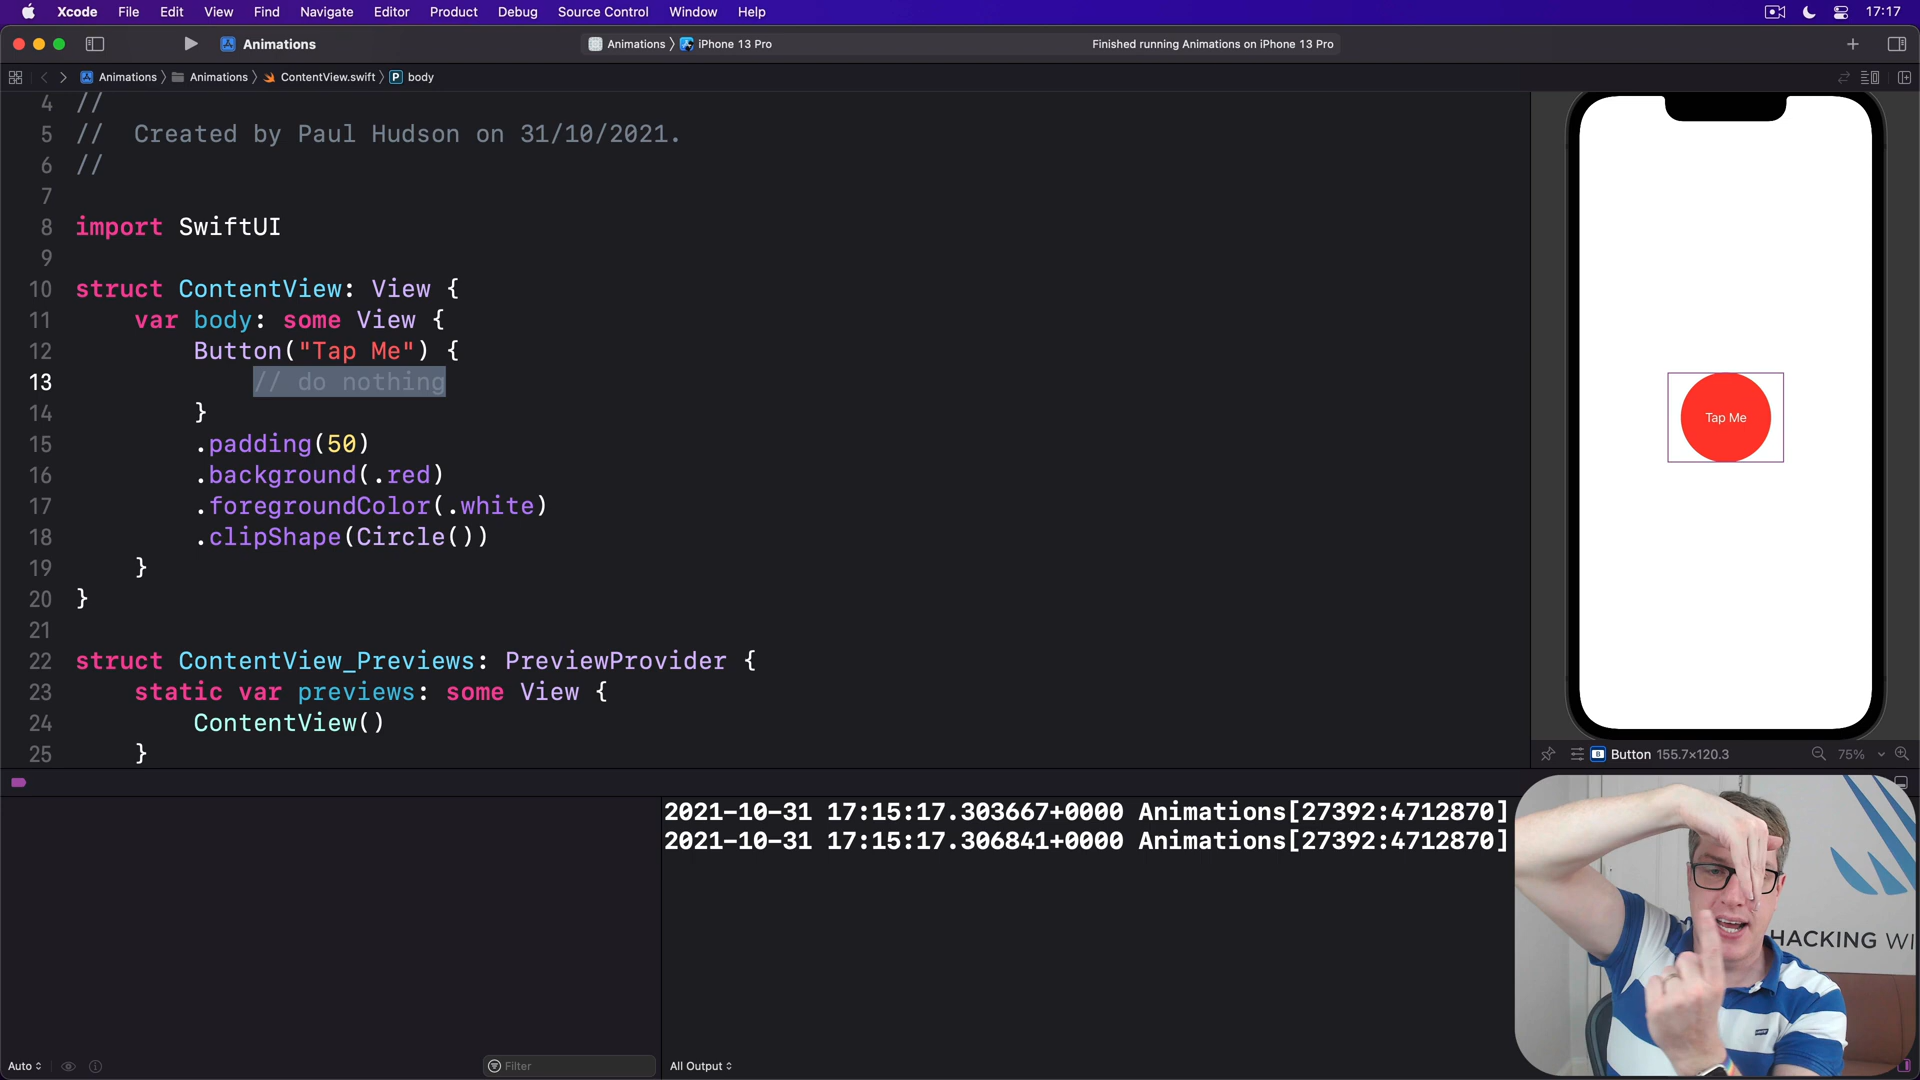 Xcode File Edit View Find Navigate Editor Product Debug Source Control Window Help 17:17
Animations Animations iPhone 13 Pro Finished running Animations on iPhone 13 Pro
Animations Animations ContentView.swift P body
4 //
5 //  Created by Paul Hudson on 31/10/2021.
6 //
7
8 import SwiftUI
9
10 struct ContentView: View {
11     var body: some View {
12         Button("Tap Me") {
13             // do nothing
14         }
15         .padding(50)
16         .background(.red)
17         .foregroundColor(.white)
18         .clipShape(Circle())
19     }
20 }
21
22 struct ContentView_Previews: PreviewProvider {
23     static var previews: some View {
24         ContentView()
25     }
Tap Me
B Button 155.7×120.3 75%
2021-10-31 17:15:17.303667+0000 Animations[27392:4712870]
2021-10-31 17:15:17.306841+0000 Animations[27392:4712870]
HACKING WI
Auto Filter All Output